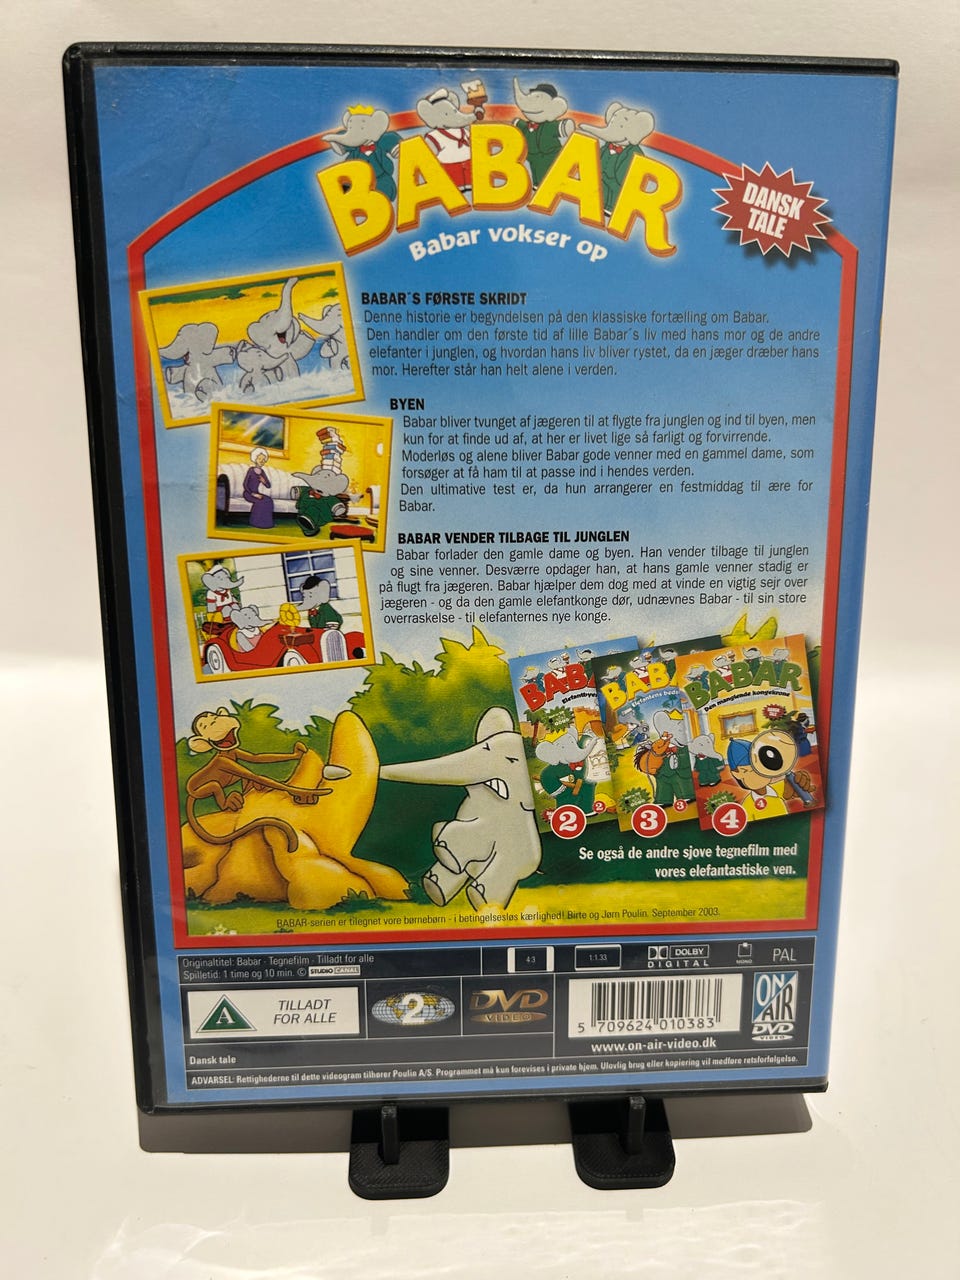 BABAR
Babar vokser op
DANSK
TALE
BABAR´S FØRSTE SKRIDT
Denne historie er begyndelsen på den klassiske fortælling om Babar.
Den handler om den første tid af lille Babar´s liv med hans mor og de andre
elefanter i junglen, og hvordan hans liv bliver rystet, da en jæger dræber hans
mor. Herefter står han helt alene i verden.
BYEN
Babar bliver tvunget af jægeren til at flygte fra junglen og ind til byen, men
kun for at finde ud af, at her er livet lige så farligt og forvirrende.
Moderløs og alene bliver Babar gode venner med en gammel dame, som
forsøger at få ham til at passe ind i hendes verden.
Den ultimative test er, da hun arrangerer en festmiddag til ære for
Babar.
BABAR VENDER TILBAGE TIL JUNGLEN
Babar forlader den gamle dame og byen. Han vender tilbage til junglen
og sine venner. Desværre opdager han, at hans gamle venner stadig er
på flugt fra jægeren. Babar hjælper dem dog med at vinde en vigtig sejr over
jægeren - og da den gamle elefantkonge dør, udnævnes Babar - til sin store
overraskelse - til elefanternes nye konge.
BABAR
Den manglende kongekrone
2
3
4
2
3
4
Se også de andre sjove tegnefilm med
vores elefantastiske ven.
BABAR-serien er tilegnet vore børnebørn - i betingelsesløs kærlighed! Birte og Jørn Poulin. September 2003.
Originaltitel: Babar - Tegnefilm - Tilladt for alle
Spilletid: 1 time og 10 min. © STUDIO CANAL
4:3
1:1.33
DOLBY
DIGITAL
MONO
PAL
A
TILLADT
FOR ALLE
2
DVD
VIDEO
5 709624 010383
www.on-air-video.dk
ON
AIR
DVD
VIDEO
Dansk tale
ADVARSEL: Rettighederne til dette videogram tilhører Poulin A/S. Programmet må kun forevises i private hjem. Ulovlig brug eller kopiering vil medføre retsforfølgelse.